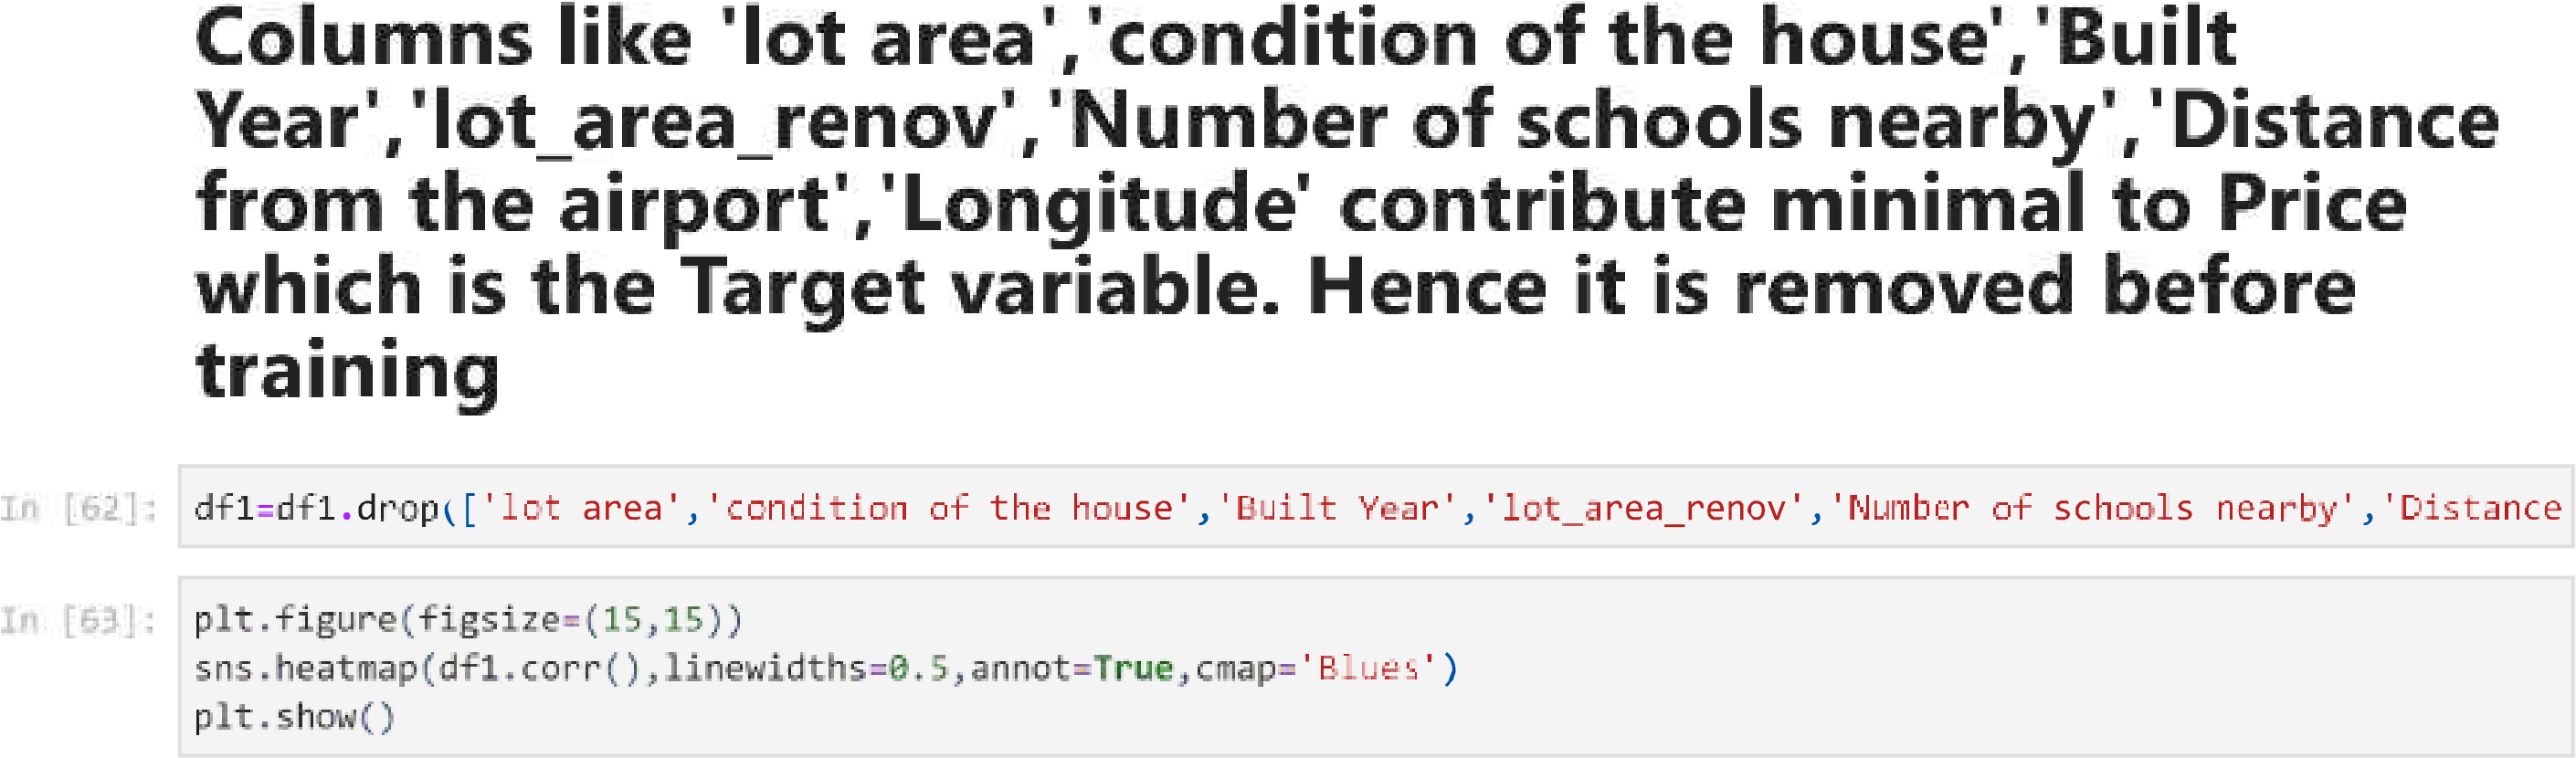 Columns like 'lot area','condition of the house','Built
Year','lot_area_renov','Number of schools nearby','Distance
from the airport','Longitude' contribute minimal to Price
which is the Target variable. Hence it is removed before
training
In [62]: df1=df1.drop(['lot area','condition of the house','Built Year','lot_area_renov','Number of schools nearby','Distance
In [63]: plt.figure(figsize=(15,15))
sns.heatmap(df1.corr(),linewidths=0.5,annot=True,cmap='Blues')
plt.show()